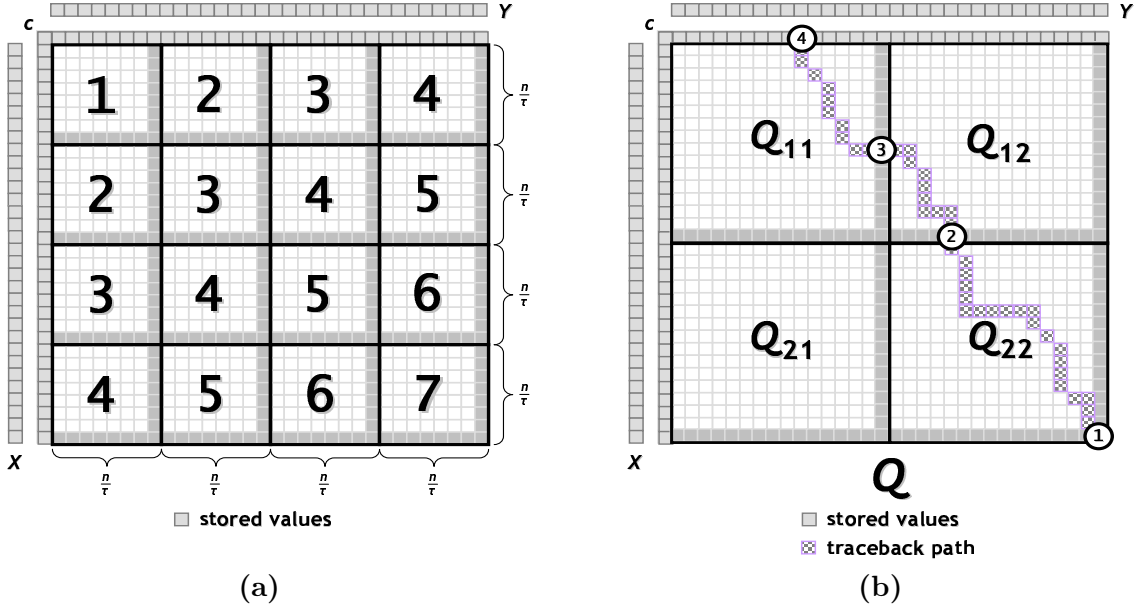 Y
c
1 2 3 4 n/τ
2 3 4 5 n/τ
3 4 5 6 n/τ
4 5 6 7 n/τ
X
n/τ n/τ n/τ n/τ
stored values
(a)
Y
c
4
3
Q11 Q12
2
Q21 Q22
1
X
Q
stored values
traceback path
(b)